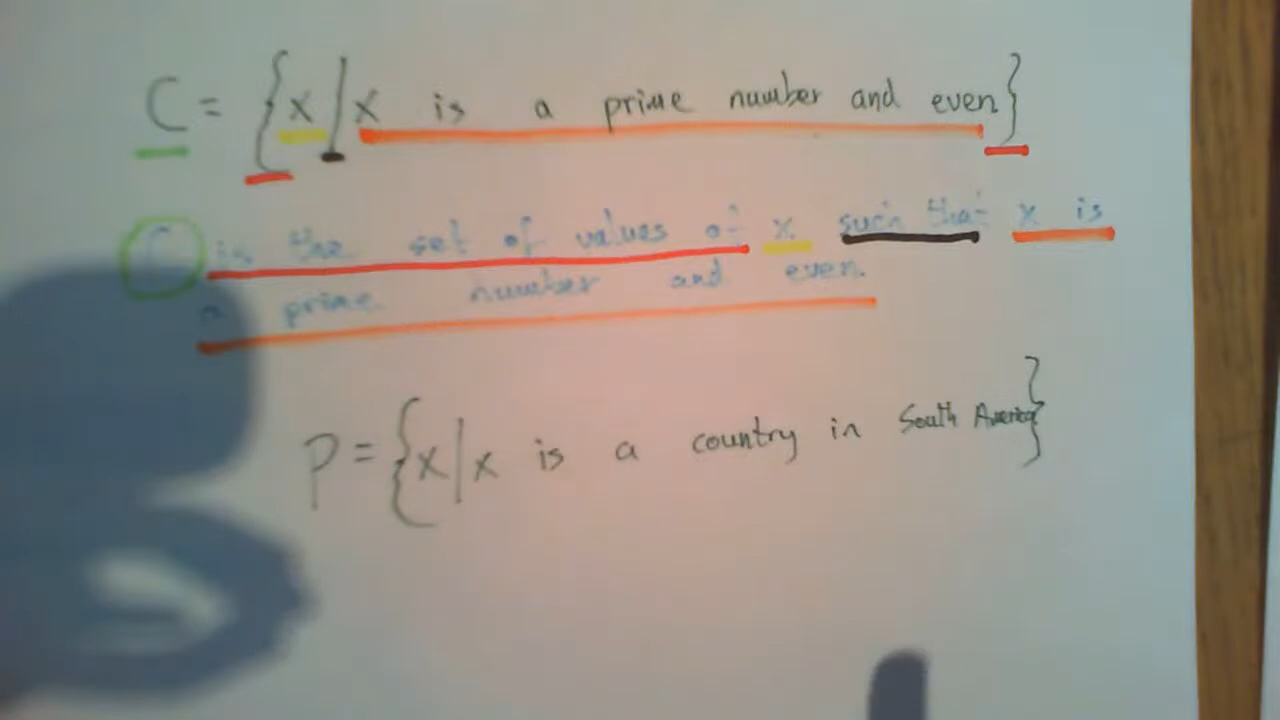 C = {x|x is a prime number and even}
C is the set of values of x such that x is
a prime number and even.
P = {x|x is a country in South America}